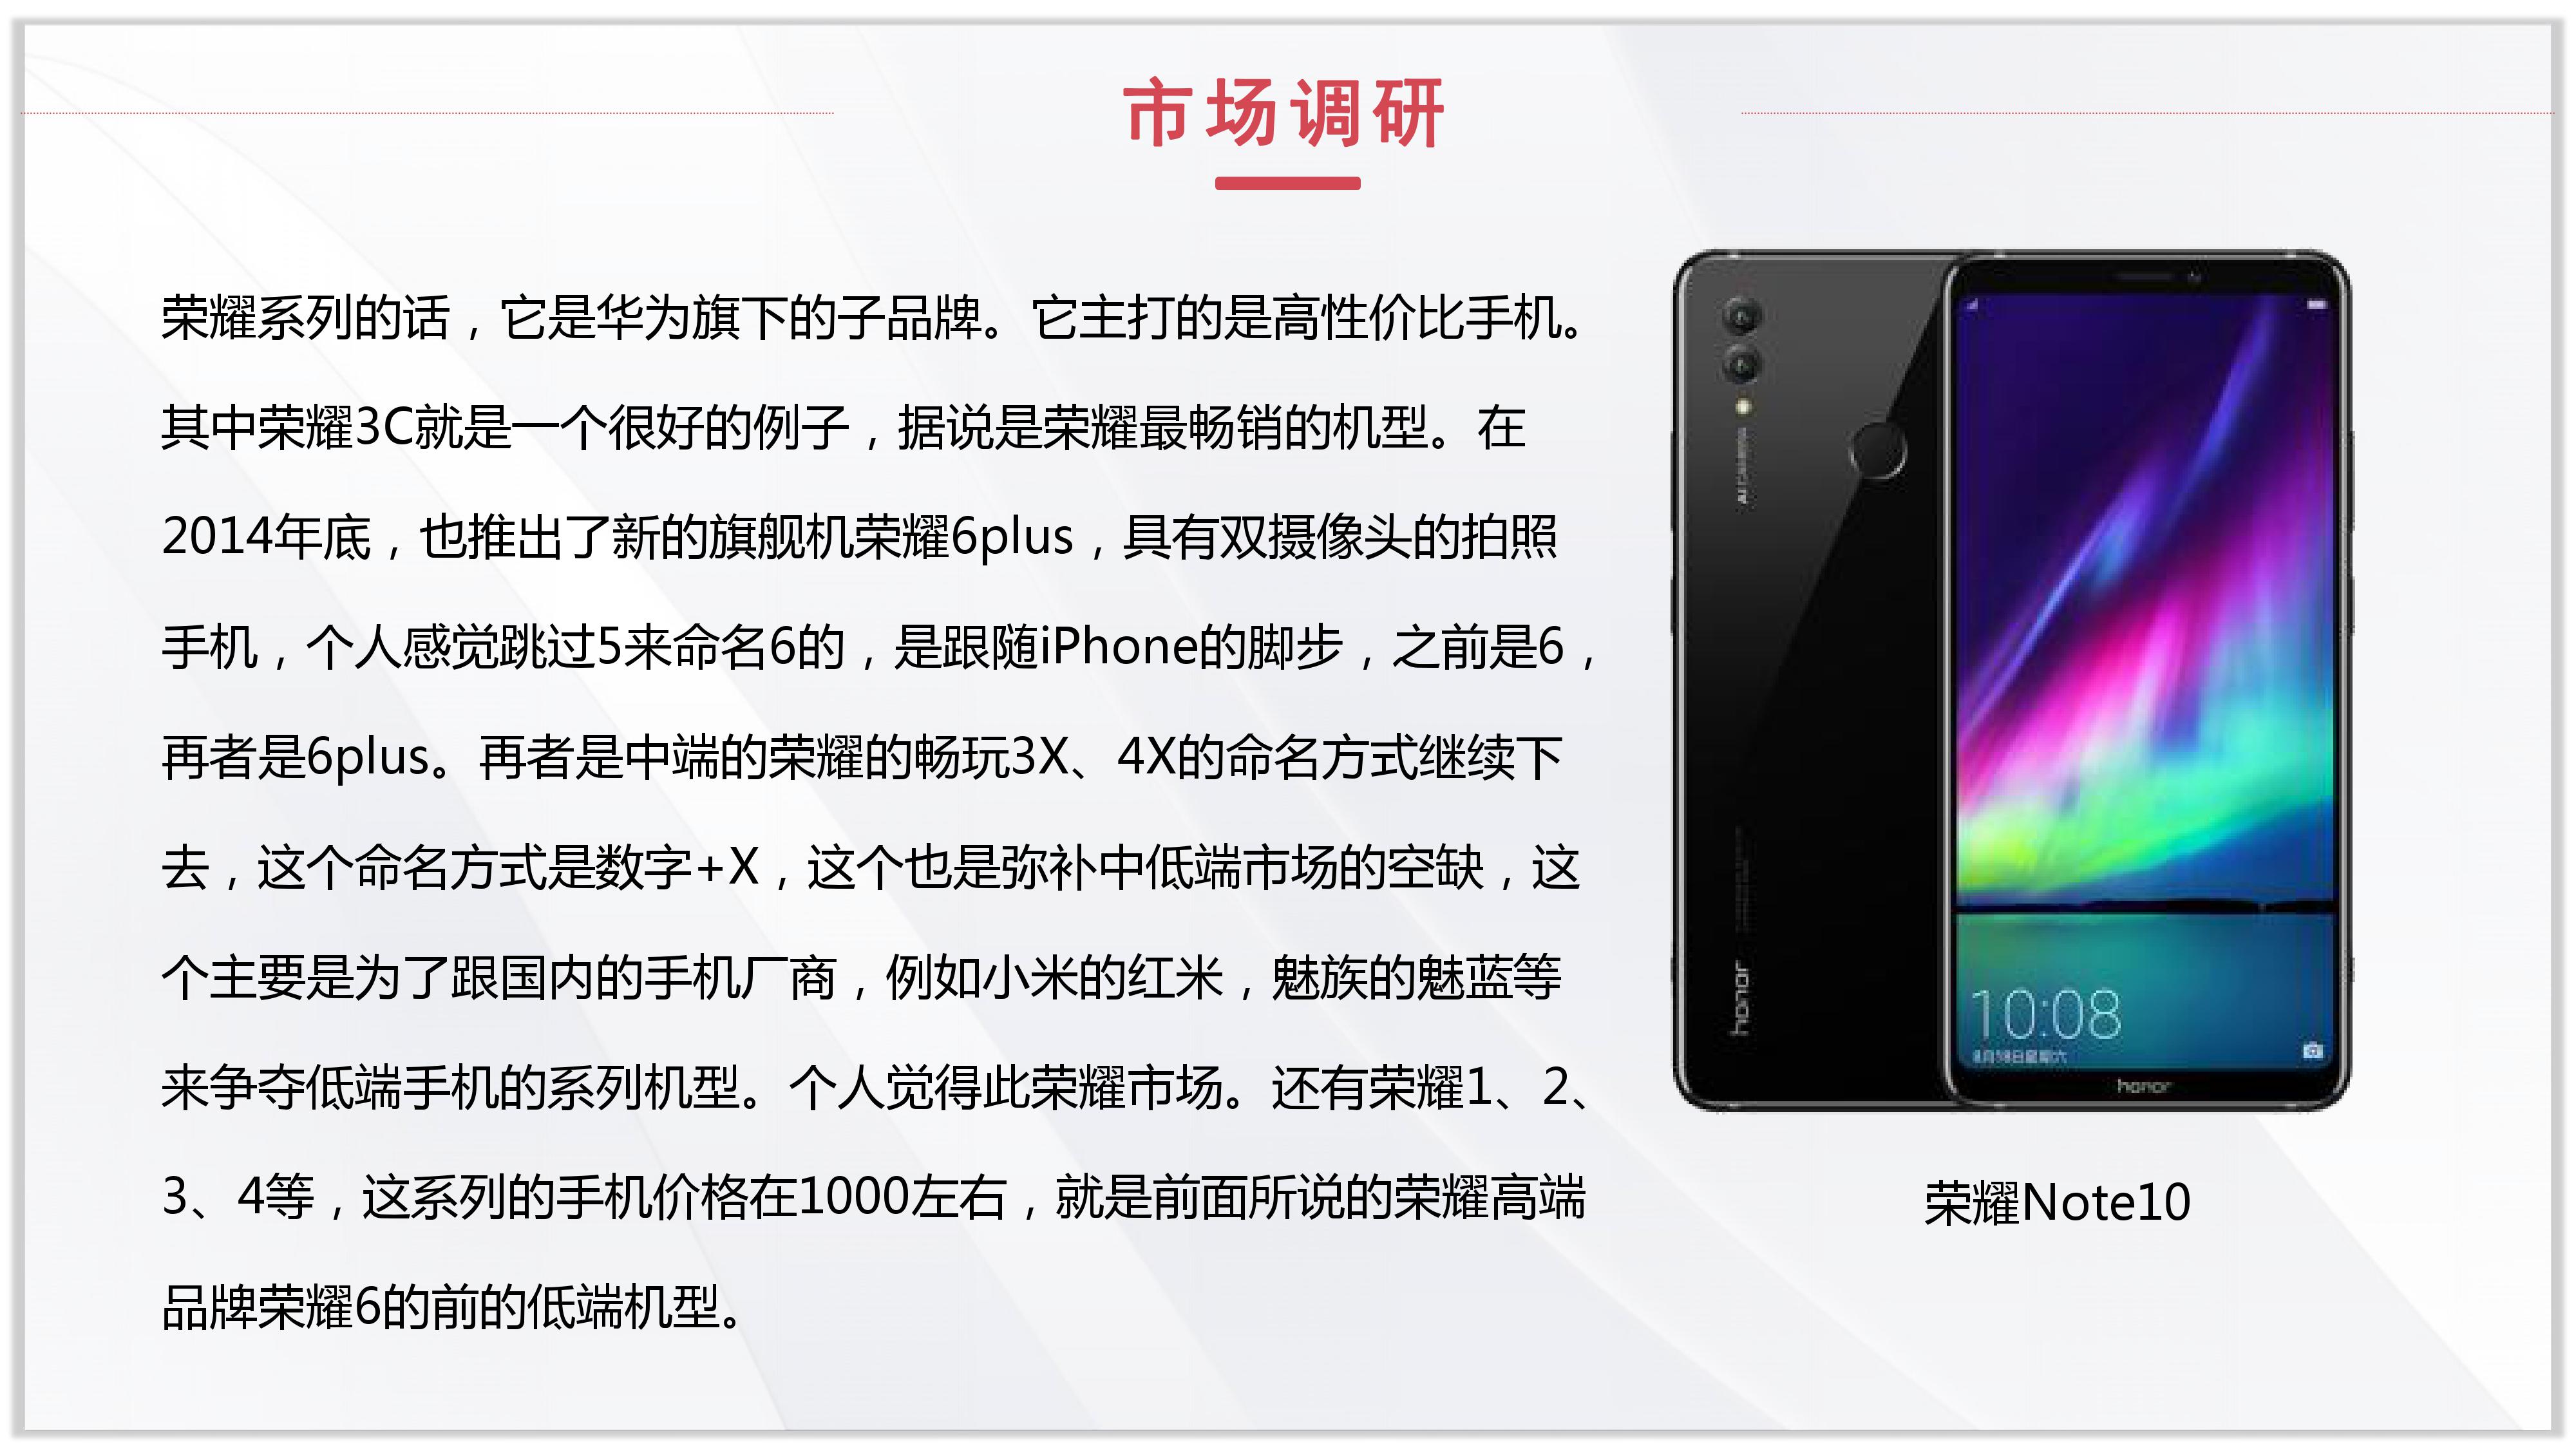 市场调研
荣耀系列的话，它是华为旗下的子品牌。它主打的是高性价比手机。
其中荣耀3C就是一个很好的例子，据说是荣耀最畅销的机型。在
2014年底，也推出了新的旗舰机荣耀6plus，具有双摄像头的拍照
手机，个人感觉跳过5来命名6的，是跟随iPhone的脚步，之前是6，
再者是6plus。再者是中端的荣耀的畅玩3X、4X的命名方式继续下
去，这个命名方式是数字+X，这个也是弥补中低端市场的空缺，这
个主要是为了跟国内的手机厂商，例如小米的红米，魅族的魅蓝等
来争夺低端手机的系列机型。个人觉得此荣耀市场。还有荣耀1、2、
3、4等，这系列的手机价格在1000左右，就是前面所说的荣耀高端
品牌荣耀6的前的低端机型。
AI CAMERA
honor
10:08
8月18日星期六
honor
荣耀Note10